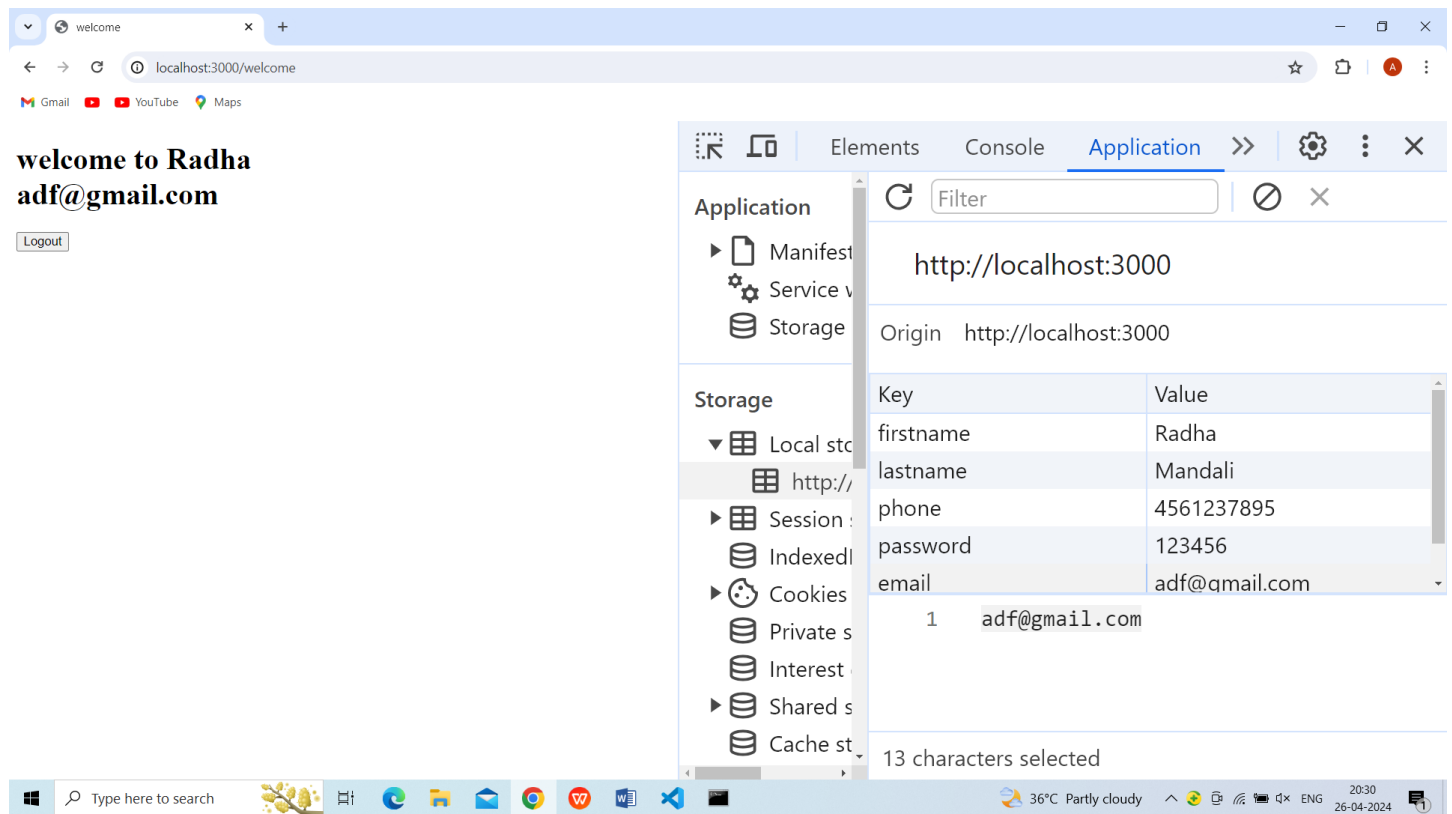 welcome
localhost:3000/welcome
A
Gmail
YouTube
Maps
welcome to Radha
adf@gmail.com
Logout
Elements Console Application
Application
Manifest
Service w
Storage
Storage
Local sto
http://
Session s
IndexedD
Cookies
Private s
Interest
Shared s
Cache st
Filter
http://localhost:3000
Origin http://localhost:3000
Key Value
firstname Radha
lastname Mandali
phone 4561237895
password 123456
email adf@gmail.com
1 adf@gmail.com
13 characters selected
Type here to search
36°C Partly cloudy
ENG
20:30
26-04-2024
1